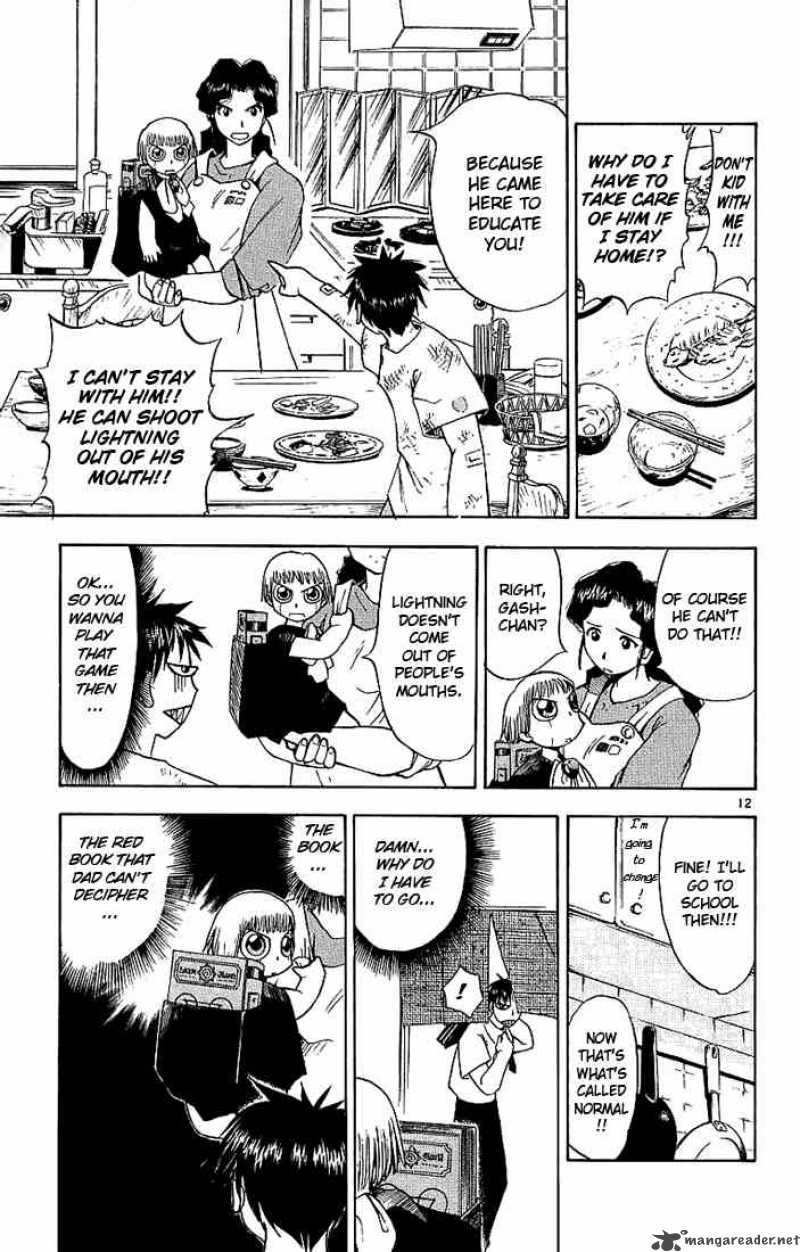 DON'T
KID
WITH
ME
!!!
WHY DO I
HAVE TO
TAKE CARE
OF HIM IF
I STAY
HOME!?
BECAUSE
HE CAME
HERE TO
EDUCATE
YOU!
I CAN'T STAY
WITH HIM!!
HE CAN SHOOT
LIGHTNING
OUT OF HIS
MOUTH!!
OF COURSE
HE CAN'T
DO THAT!!
RIGHT,
GASH-
CHAN?
LIGHTNING
DOESN'T
COME
OUT OF
PEOPLE'S
MOUTHS.
OK...
SO YOU
WANNA
PLAY
THAT
GAME
THEN
...
12
FINE! I'LL
GO TO
SCHOOL
THEN!!!
I'm
going
to
change
!
NOW
THAT'S
WHAT'S
CALLED
NORMAL
!!
DAMN...
WHY DO
I HAVE
TO GO...
!
THE
BOOK
...
THE RED
BOOK THAT
DAD CAN'T
DECIPHER
...
mangareader.net